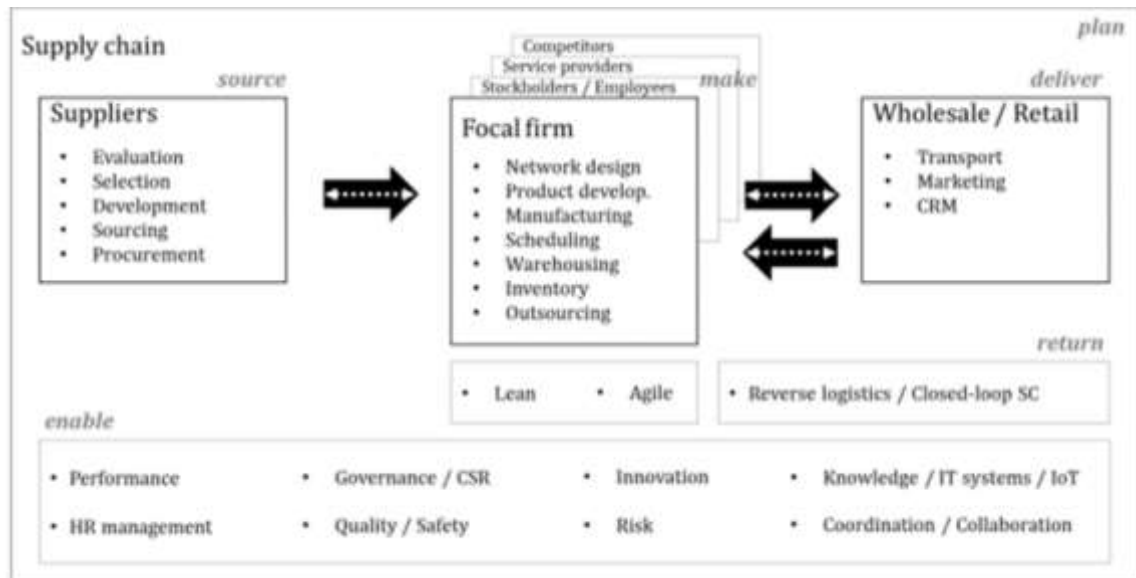 plan
Supply chain
Competitors
Service providers
source
Stockholders / Employees
make
deliver
Suppliers
• Evaluation
• Selection
• Development
• Sourcing
• Procurement
Focal firm
• Network design
• Product develop.
• Manufacturing
• Scheduling
• Warehousing
• Inventory
• Outsourcing
Wholesale / Retail
• Transport
• Marketing
• CRM
return
• Lean
• Agile
• Reverse logistics / Closed-loop SC
enable
• Performance
• Governance / CSR
• Innovation
• Knowledge / IT systems / IoT
• HR management
• Quality / Safety
• Risk
• Coordination / Collaboration